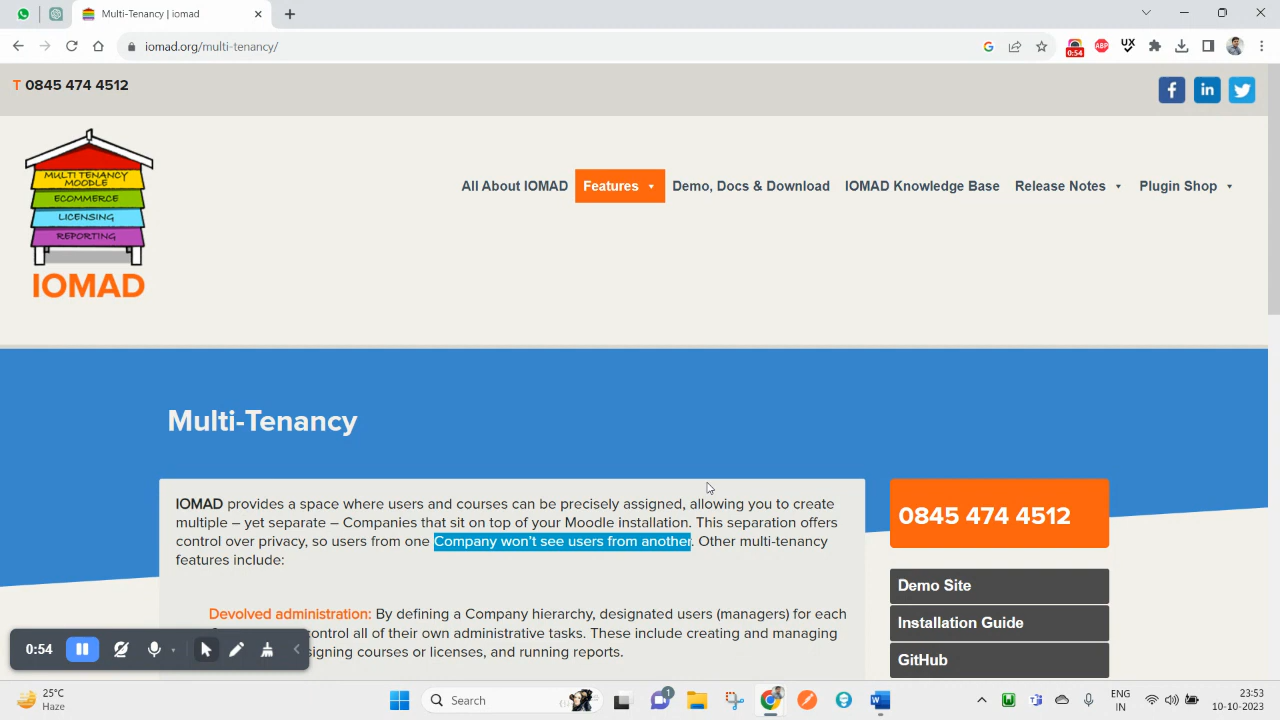 Multi-Tenancy | iomad
iomad.org/multi-tenancy/
0:54
ABP
UX
T 0845 474 4512
MULTI TENANCY
MOODLE
ECOMMERCE
LICENSING
REPORTING
IOMAD
All About IOMAD
Features
Demo, Docs & Download
IOMAD Knowledge Base
Release Notes
Plugin Shop
Multi-Tenancy
IOMAD provides a space where users and courses can be precisely assigned, allowing you to create
multiple – yet separate – Companies that sit on top of your Moodle installation. This separation offers
control over privacy, so users from one Company won't see users from another. Other multi-tenancy
features include:
Devolved administration: By defining a Company hierarchy, designated users (managers) for each
control all of their own administrative tasks. These include creating and managing
signing courses or licenses, and running reports.
0845 474 4512
Demo Site
Installation Guide
GitHub
0:54
25°C
Haze
Search
1
ENG
IN
23:53
10-10-2023